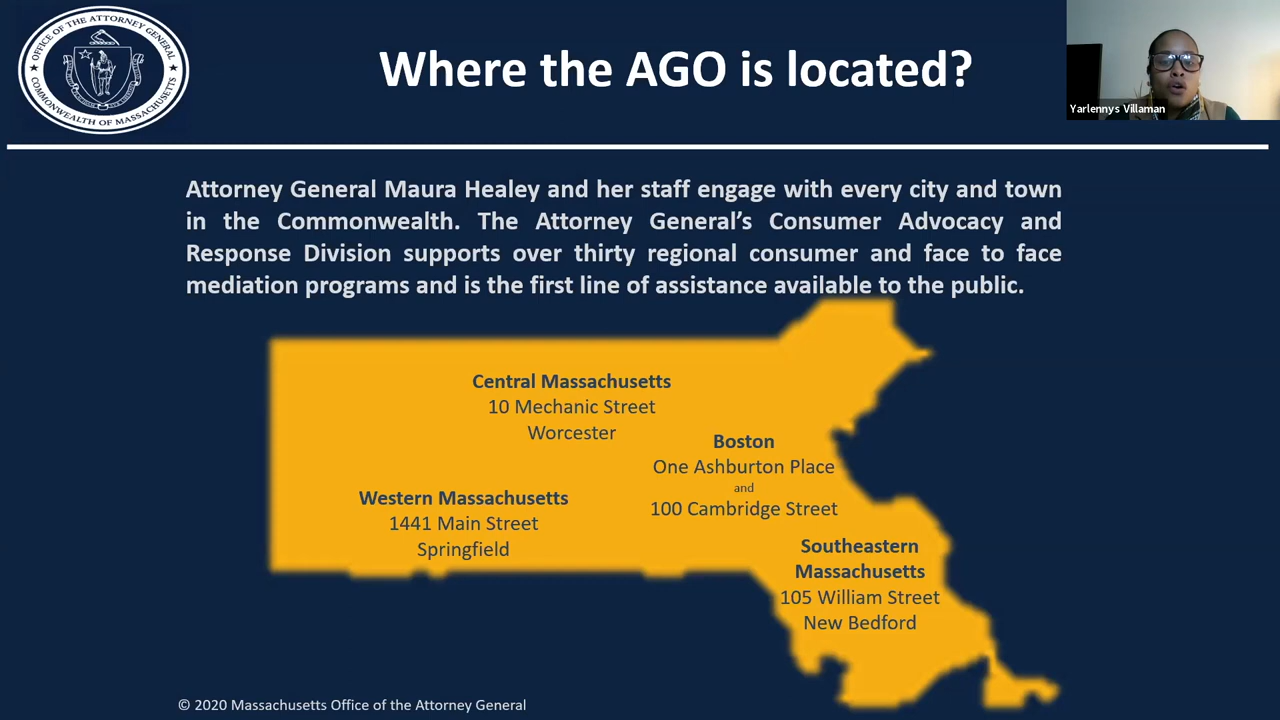 OFFICE OF THE ATTORNEY GENERAL
COMMONWEALTH OF MASSACHUSETTS
Where the AGO is located?
Yarlennys Villaman
Attorney General Maura Healey and her staff engage with every city and town
in the Commonwealth. The Attorney General’s Consumer Advocacy and
Response Division supports over thirty regional consumer and face to face
mediation programs and is the first line of assistance available to the public.
Central Massachusetts
10 Mechanic Street
Worcester
Boston
One Ashburton Place
and
100 Cambridge Street
Western Massachusetts
1441 Main Street
Springfield
Southeastern
Massachusetts
105 William Street
New Bedford
© 2020 Massachusetts Office of the Attorney General